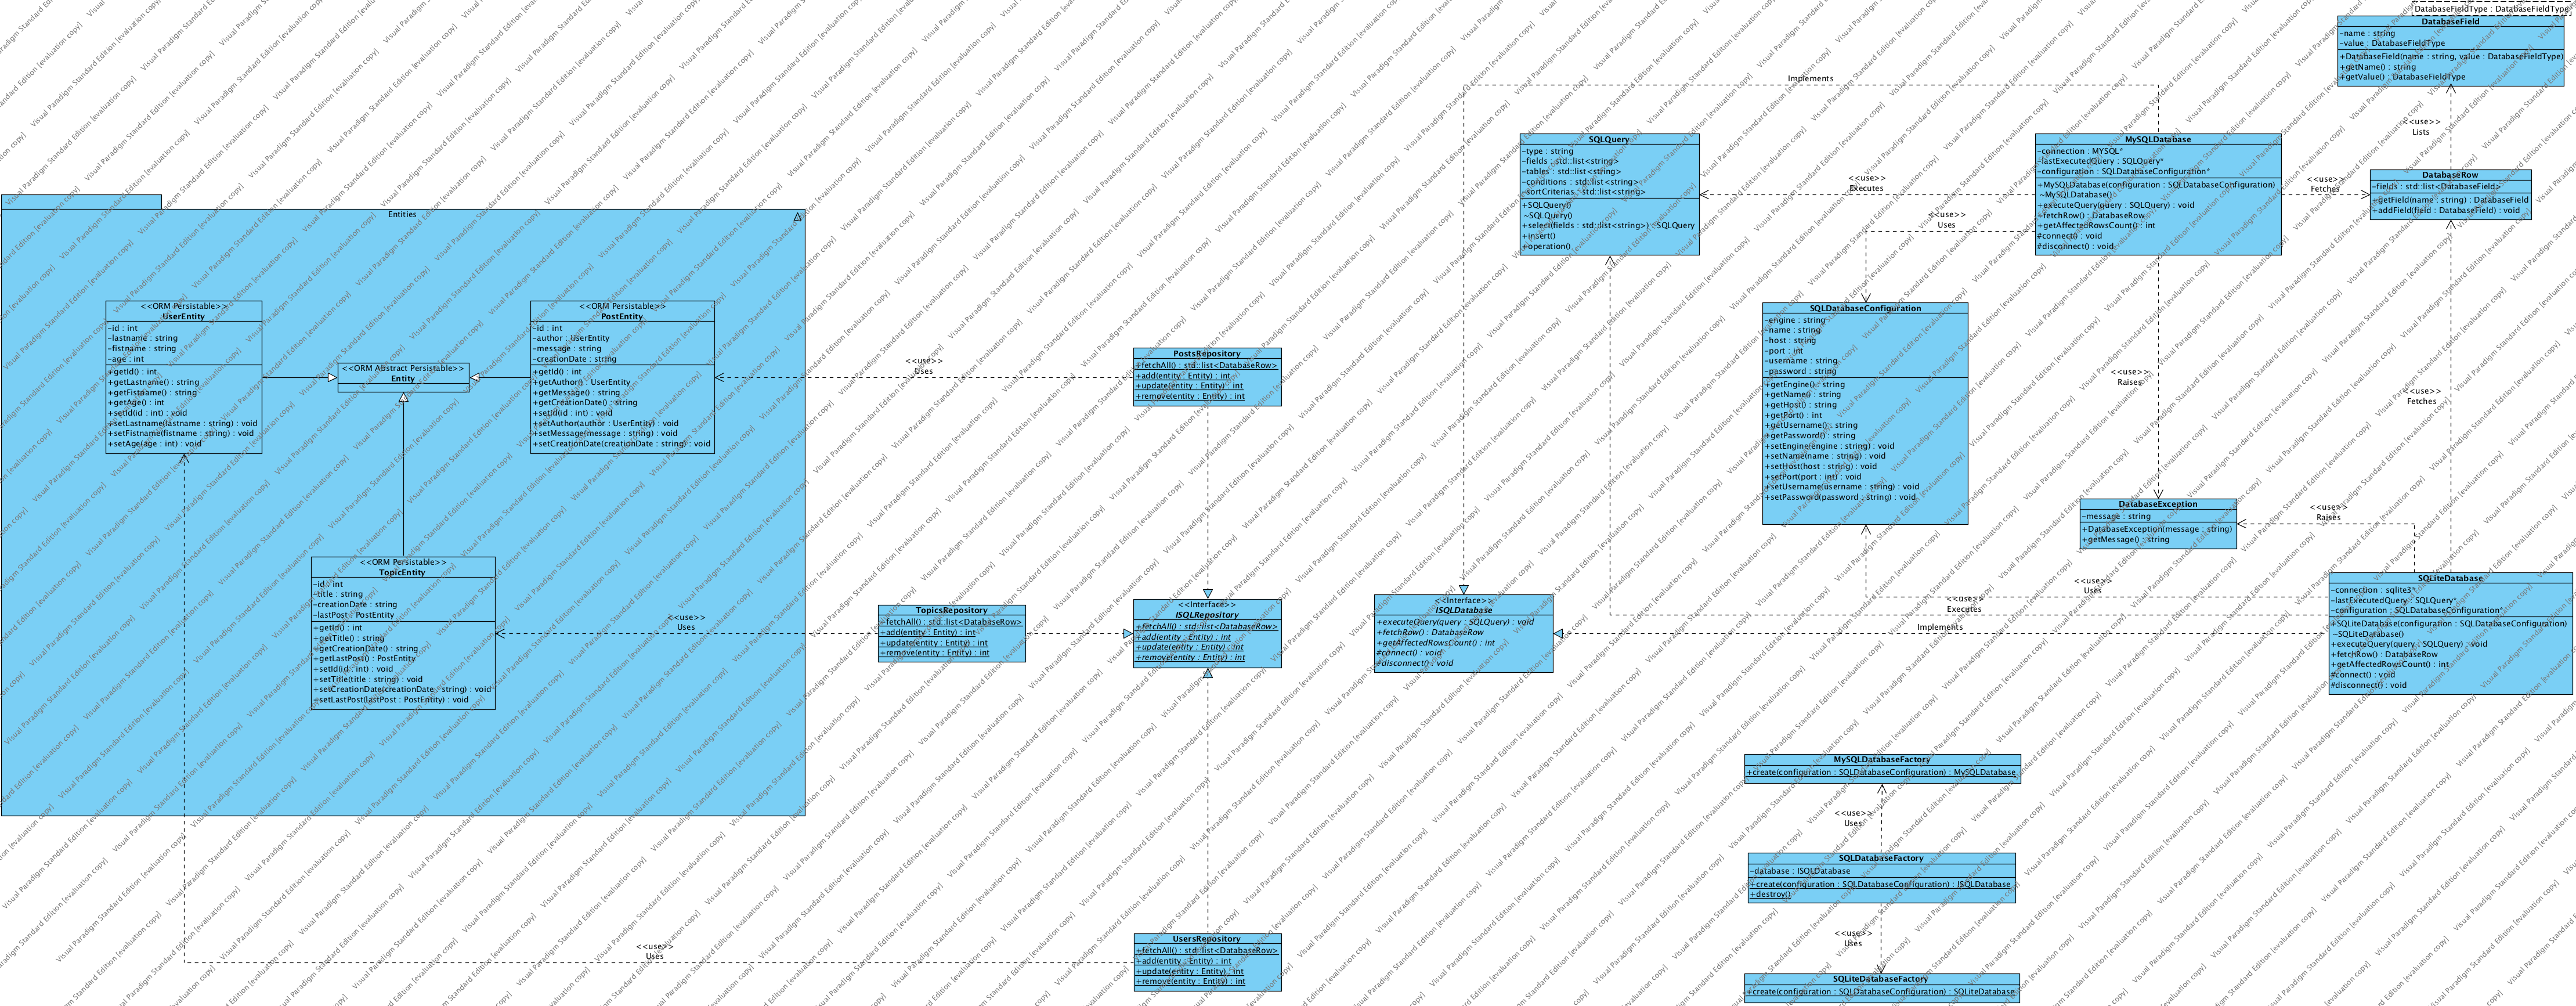 DatabaseFieldType : DatabaseFieldType
DatabaseField
-name : string
-value : DatabaseFieldType
+DatabaseField(name : string, value : DatabaseFieldType)
+getName() : string
+getValue() : DatabaseFieldType
Implements
<<use>>
Lists
SQLQuery
-type : string
-fields : std::list<string>
-tables : std::list<string>
-conditions : std::list<string>
-sortCriterias : std::list<string>
+SQLQuery()
~SQLQuery()
+select(fields : std::list<string>) : SQLQuery
+insert()
+operation()
<<use>>
Executes
<<use>>
Uses
MySQLDatabase
-connection : MYSQL*
-lastExecutedQuery : SQLQuery*
-configuration : SQLDatabaseConfiguration*
+MySQLDatabase(configuration : SQLDatabaseConfiguration)
~MySQLDatabase()
+executeQuery(query : SQLQuery) : void
+fetchRow() : DatabaseRow
+getAffectedRowsCount() : int
#connect() : void
#disconnect() : void
<<use>>
Fetches
DatabaseRow
-fields : std::list<DatabaseField>
+getField(name : string) : DatabaseField
+addField(field : DatabaseField) : void
Entities
<<ORM Persistable>>
UserEntity
-id : int
-lastname : string
-fistname : string
-age : int
+getId() : int
+getLastname() : string
+getFistname() : string
+getAge() : int
+setId(id : int) : void
+setLastname(lastname : string) : void
+setFistname(fistname : string) : void
+setAge(age : int) : void
<<ORM Abstract Persistable>>
Entity
<<ORM Persistable>>
PostEntity
-id : int
-author : UserEntity
-message : string
-creationDate : string
+getId() : int
+getAuthor() : UserEntity
+getMessage() : string
+getCreationDate() : string
+setId(id : int) : void
+setAuthor(author : UserEntity) : void
+setMessage(message : string) : void
+setCreationDate(creationDate : string) : void
<<use>>
Uses
PostsRepository
+fetchAll() : std::list<DatabaseRow>
+add(entity : Entity) : int
+update(entity : Entity) : int
+remove(entity : Entity) : int
SQLDatabaseConfiguration
-engine : string
-name : string
-host : string
-port : int
-username : string
-password : string
+getEngine() : string
+getName() : string
+getHost() : string
+getPort() : int
+getUsername() : string
+getPassword() : string
+setEngine(engine : string) : void
+setName(name : string) : void
+setHost(host : string) : void
+setPort(port : int) : void
+setUsername(username : string) : void
+setPassword(password : string) : void
<<use>>
Raises
<<use>>
Fetches
DatabaseException
-message : string
+DatabaseException(message : string)
+getMessage() : string
<<use>>
Raises
<<ORM Persistable>>
TopicEntity
-id : int
-title : string
-creationDate : string
-lastPost : PostEntity
+getId() : int
+getTitle() : string
+getCreationDate() : string
+getLastPost() : PostEntity
+setId(id : int) : void
+setTitle(title : string) : void
+setCreationDate(creationDate : string) : void
+setLastPost(lastPost : PostEntity) : void
<<use>>
Uses
TopicsRepository
+fetchAll() : std::list<DatabaseRow>
+add(entity : Entity) : int
+update(entity : Entity) : int
+remove(entity : Entity) : int
<<Interface>>
ISQLRepository
+fetchAll() : std::list<DatabaseRow>
+add(entity : Entity) : int
+update(entity : Entity) : int
+remove(entity : Entity) : int
<<Interface>>
ISQLDatabase
+executeQuery(query : SQLQuery) : void
+fetchRow() : DatabaseRow
+getAffectedRowsCount() : int
#connect() : void
#disconnect() : void
<<use>>
Uses
<<use>>
Executes
Implements
SQLiteDatabase
-connection : sqlite3*
-lastExecutedQuery : SQLQuery*
-configuration : SQLDatabaseConfiguration*
+SQLiteDatabase(configuration : SQLDatabaseConfiguration)
~SQLiteDatabase()
+executeQuery(query : SQLQuery) : void
+fetchRow() : DatabaseRow
+getAffectedRowsCount() : int
#connect() : void
#disconnect() : void
MySQLDatabaseFactory
+create(configuration : SQLDatabaseConfiguration) : MySQLDatabase
<<use>>
Uses
SQLDatabaseFactory
-database : ISQLDatabase
+create(configuration : SQLDatabaseConfiguration) : ISQLDatabase
+destroy()
<<use>>
Uses
SQLiteDatabaseFactory
+create(configuration : SQLDatabaseConfiguration) : SQLiteDatabase
<<use>>
Uses
UsersRepository
+fetchAll() : std::list<DatabaseRow>
+add(entity : Entity) : int
+update(entity : Entity) : int
+remove(entity : Entity) : int
Visual Paradigm Standard Edition [evaluation copy]